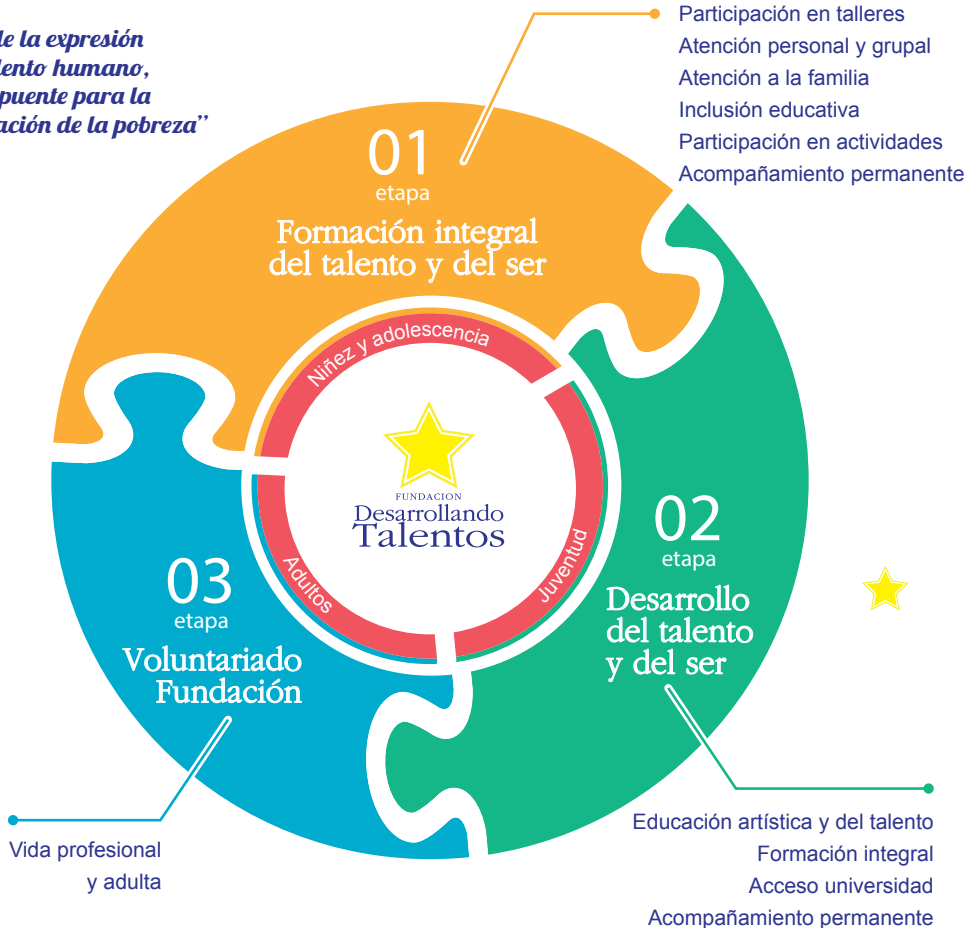 de la expresión
lento humano,
puente para la
ación de la pobreza”
Participación en talleres
Atención personal y grupal
Atención a la familia
Inclusión educativa
Participación en actividades
Acompañamiento permanente
01
etapa
Formación integral
del talento y del ser
Niñez y adolescencia
FUNDACION
Desarrollando
Talentos
Adultos
Juventud
02
etapa
Desarrollo
del talento
y del ser
03
etapa
Voluntariado
Fundación
Vida profesional
y adulta
Educación artística y del talento
Formación integral
Acceso universidad
Acompañamiento permanente